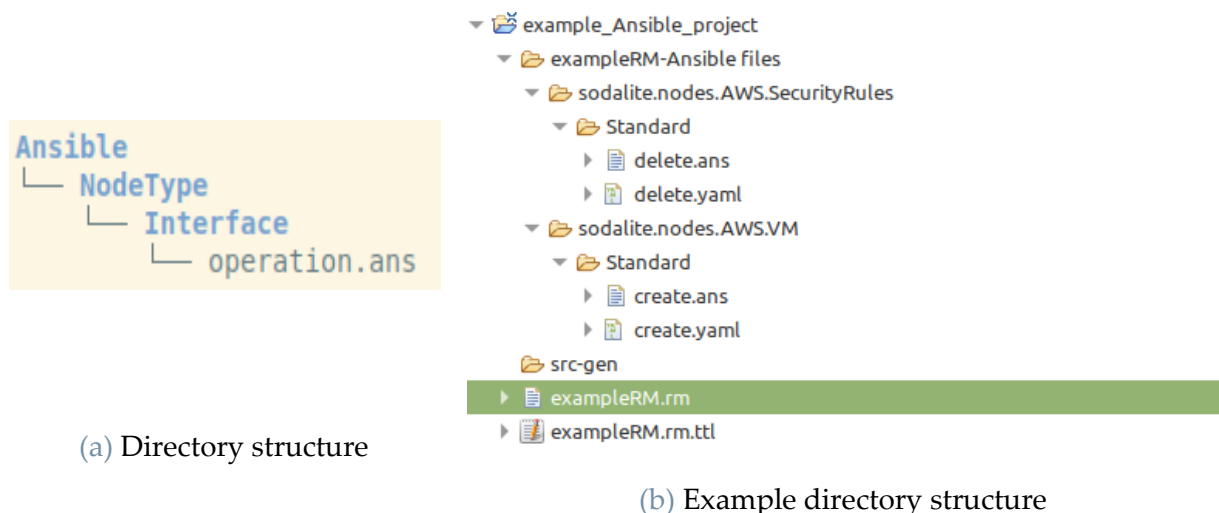 Ansible
NodeType
Interface
operation.ans
(a) Directory structure
example_Ansible_project
exampleRM-Ansible files
sodalite.nodes.AWS.SecurityRules
Standard
delete.ans
delete.yaml
sodalite.nodes.AWS.VM
Standard
create.ans
create.yaml
src-gen
exampleRM.rm
exampleRM.rm.ttl
(b) Example directory structure